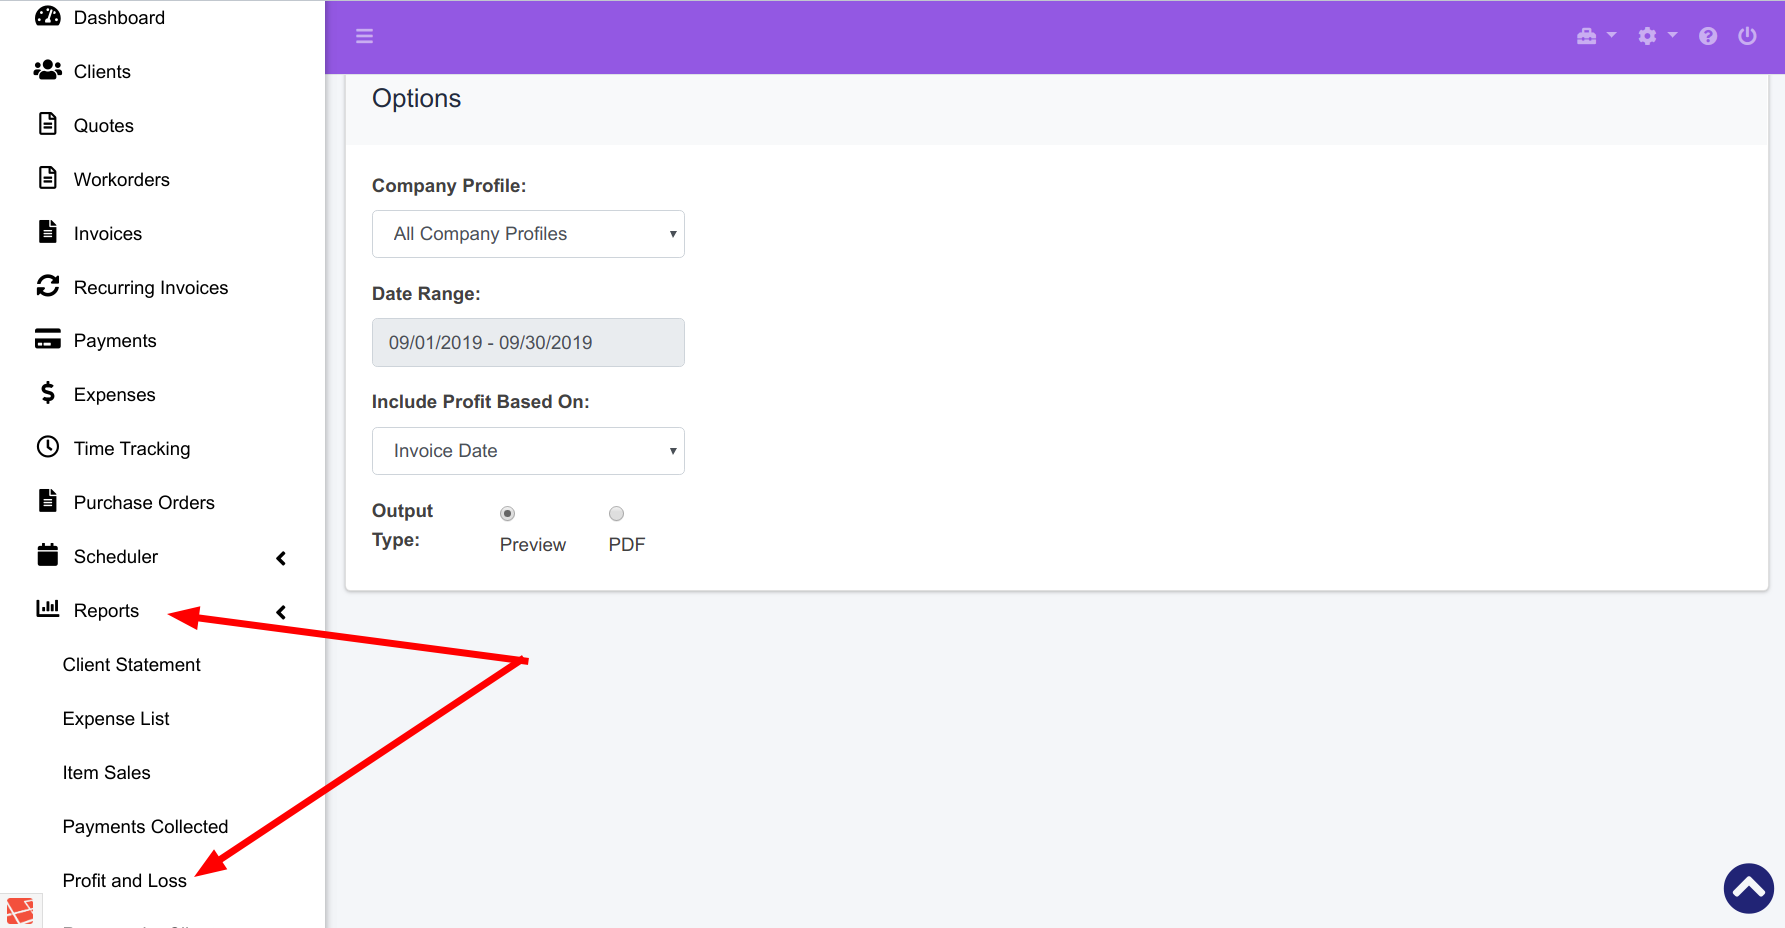 Dashboard
Clients
Quotes
Workorders
Invoices
Recurring Invoices
Payments
Expenses
Time Tracking
Purchase Orders
Scheduler
Reports
Client Statement
Expense List
Item Sales
Payments Collected
Profit and Loss
Options
Company Profile:
All Company Profiles
Date Range:
09/01/2019 - 09/30/2019
Include Profit Based On:
Invoice Date
Output
Type:
Preview
PDF